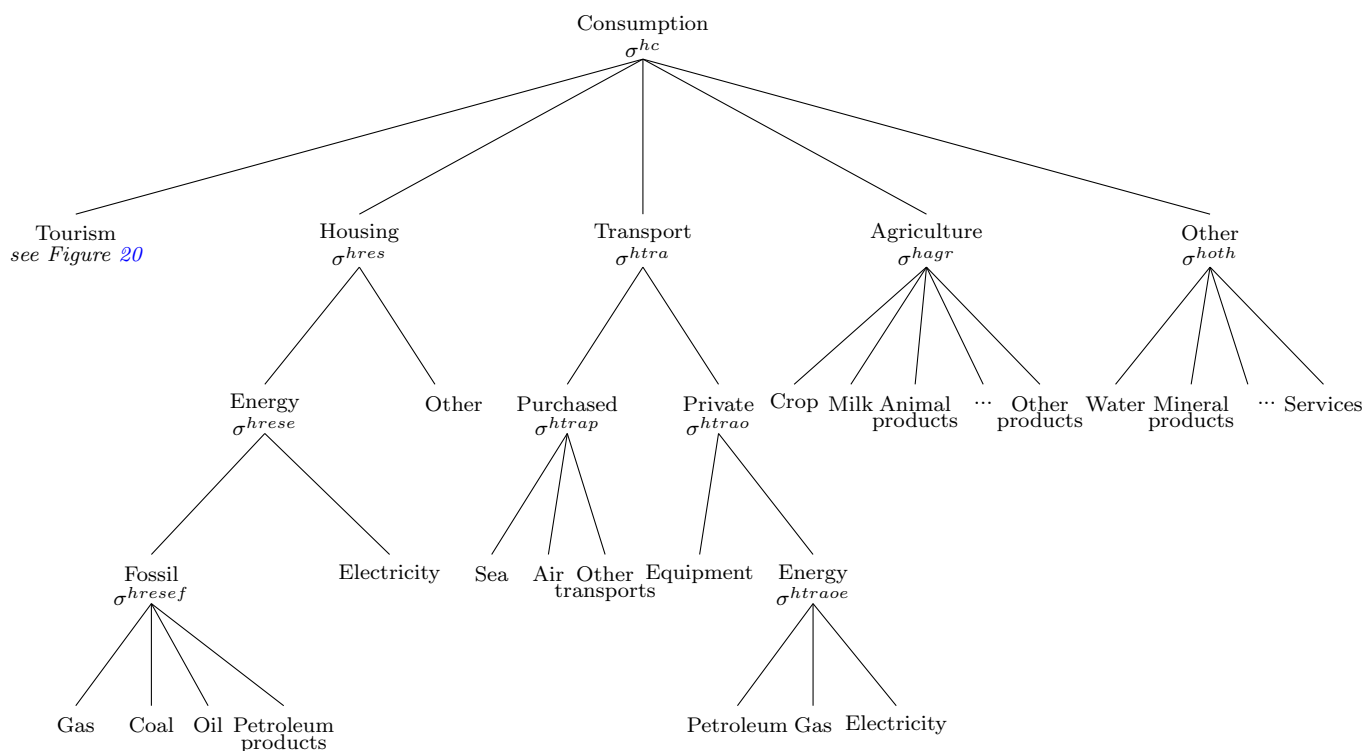 Consumption
σ^{hc}
Tourism
see Figure 20
Housing
σ^{hres}
Transport
σ^{htra}
Agriculture
σ^{hagr}
Other
σ^{hoth}
Energy
σ^{hrese}
Other
Purchased
σ^{htrap}
Private
σ^{htrao}
Crop
Milk
Animal
products
...
Other
products
Water
Mineral
products
...
Services
Fossil
σ^{hresef}
Electricity
Sea
Air
Other
transports
Equipment
Energy
σ^{htraoe}
Gas
Coal
Oil
Petroleum
products
Petroleum
Gas
Electricity